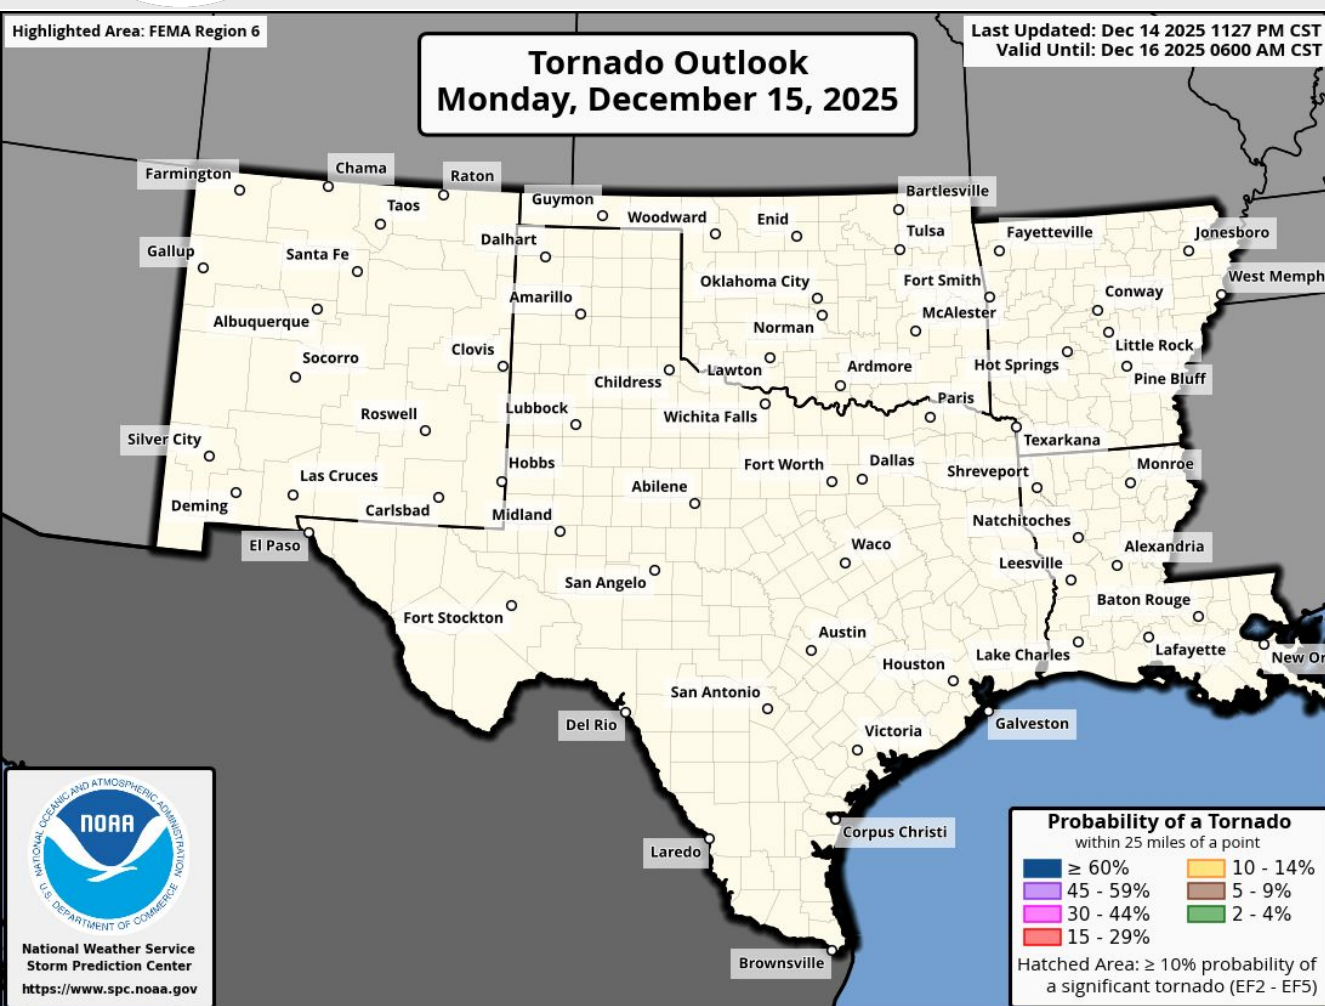 Highlighted Area: FEMA Region 6
Last Updated: Dec 14 2025 1127 PM CST
Valid Until: Dec 16 2025 0600 AM CST
Tornado Outlook
Monday, December 15, 2025
Farmington
Chama
Raton
Taos
Guymon
Woodward
Enid
Bartlesville
Tulsa
Fayetteville
Jonesboro
Gallup
Santa Fe
Dalhart
Oklahoma City
Fort Smith
Conway
West Memph
Albuquerque
Amarillo
Norman
McAlester
Little Rock
Socorro
Clovis
Childress
Lawton
Ardmore
Hot Springs
Pine Bluff
Roswell
Lubbock
Wichita Falls
Paris
Texarkana
Silver City
Las Cruces
Hobbs
Abilene
Fort Worth
Dallas
Shreveport
Monroe
Deming
Carlsbad
Midland
Natchitoches
El Paso
San Angelo
Waco
Leesville
Alexandria
Fort Stockton
Austin
Baton Rouge
Houston
Lake Charles
Lafayette
New Or
San Antonio
Del Rio
Victoria
Galveston
Laredo
Corpus Christi
Brownsville
NATIONAL OCEANIC AND ATMOSPHERIC ADMINISTRATION
NOAA
U.S. DEPARTMENT OF COMMERCE
National Weather Service
Storm Prediction Center
https://www.spc.noaa.gov
Probability of a Tornado
within 25 miles of a point
≥ 60%
45 - 59%
30 - 44%
15 - 29%
10 - 14%
5 - 9%
2 - 4%
Hatched Area: ≥ 10% probability of
a significant tornado (EF2 - EF5)